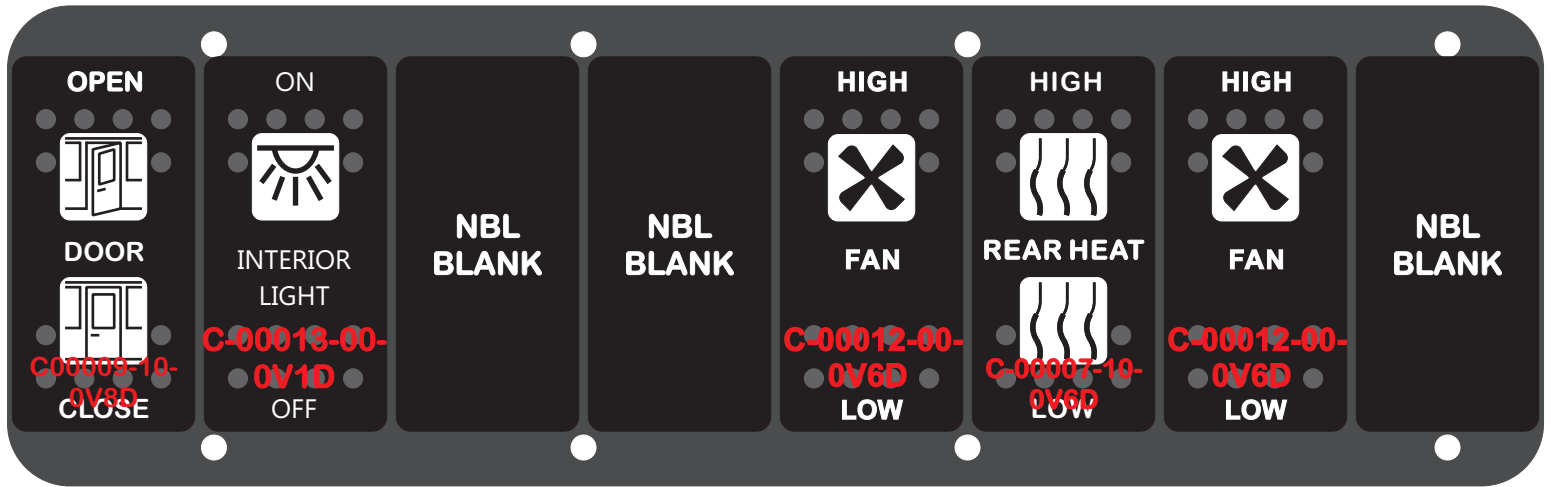 OPEN
DOOR
C00009-10-
0V8D
CLOSE
ON
INTERIOR
LIGHT
C-00013-00-
0V1D
OFF
NBL
BLANK
NBL
BLANK
HIGH
FAN
C-00012-00-
0V6D
LOW
HIGH
REAR HEAT
C-00007-10-
0V6D
LOW
HIGH
FAN
C-00012-00-
0V6D
LOW
NBL
BLANK